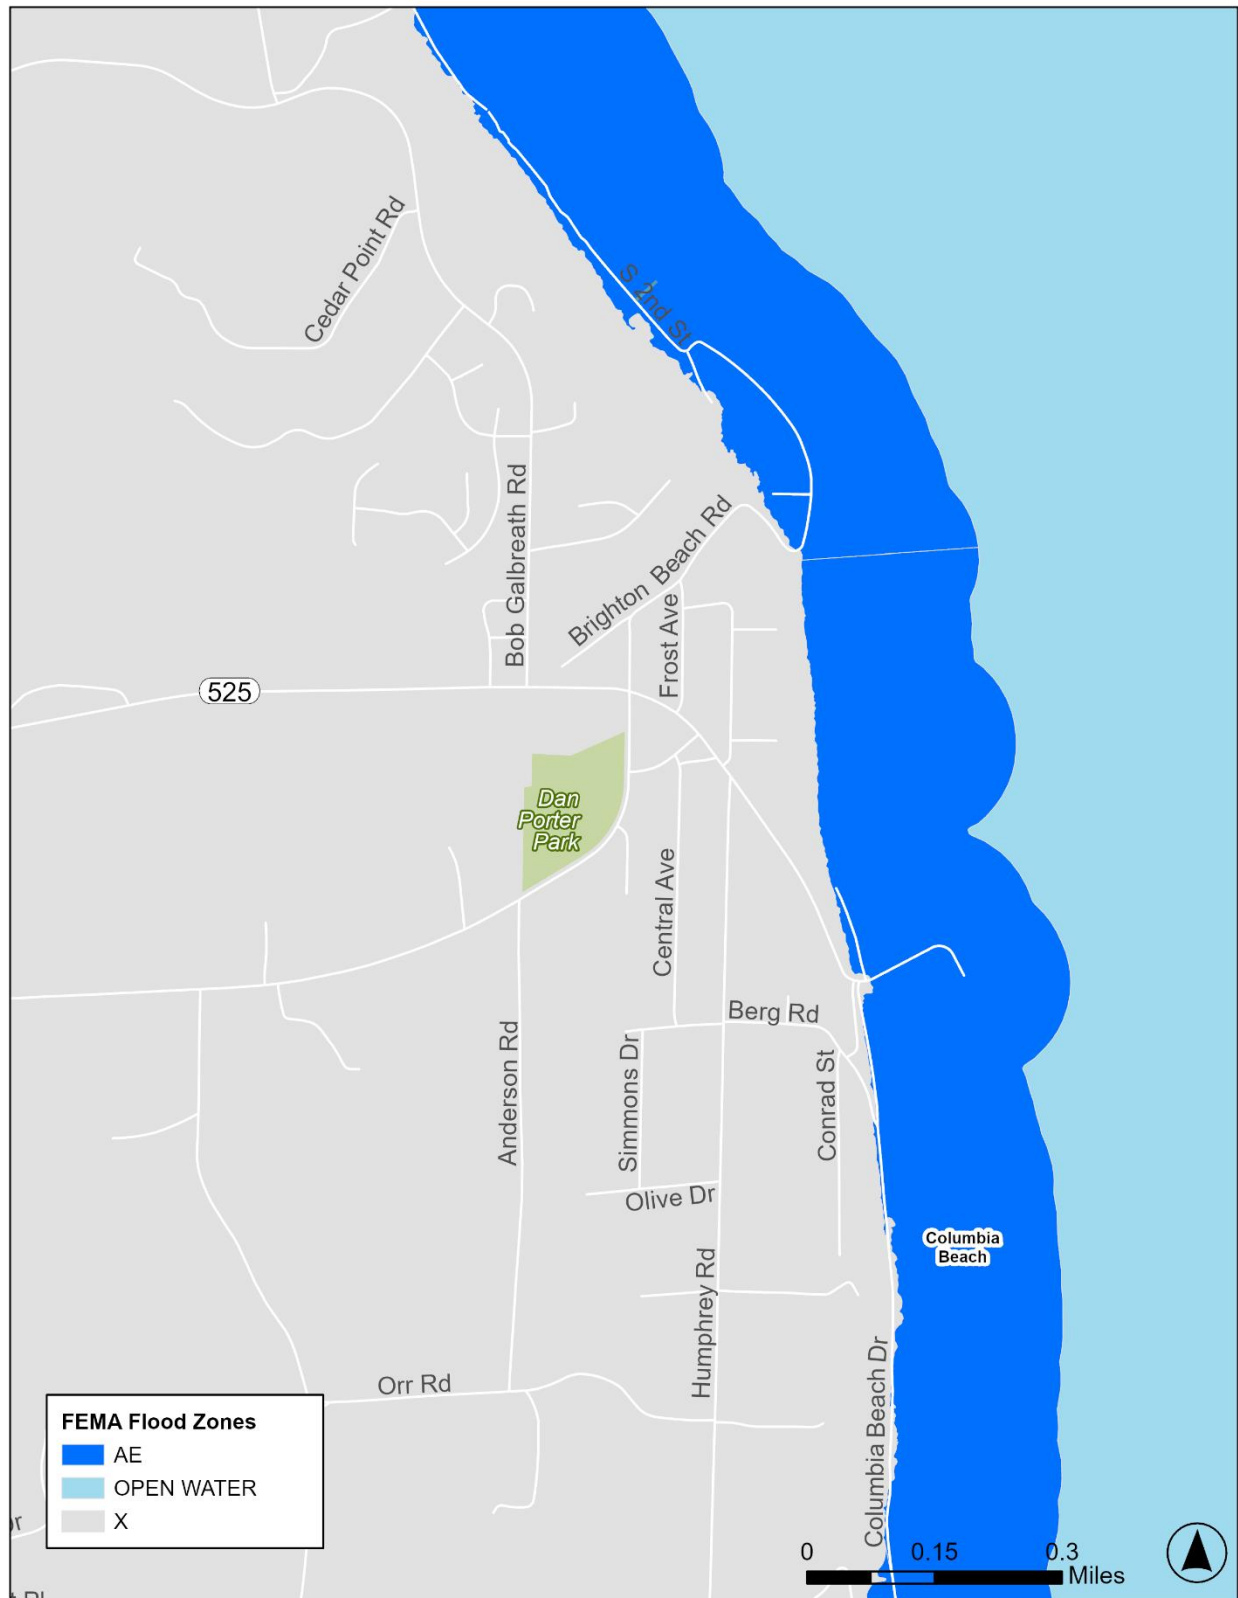 Cedar Point Rd
S 2nd St
Bob Galbreath Rd
Brighton Beach Rd
Frost Ave
525
Dan
Porter
Park
Central Ave
Berg Rd
Anderson Rd
Simmons Dr
Conrad St
Olive Dr
Columbia
Beach
Humphrey Rd
Columbia Beach Dr
Orr Rd
FEMA Flood Zones
AE
OPEN WATER
X
0 0.15 0.3
Miles